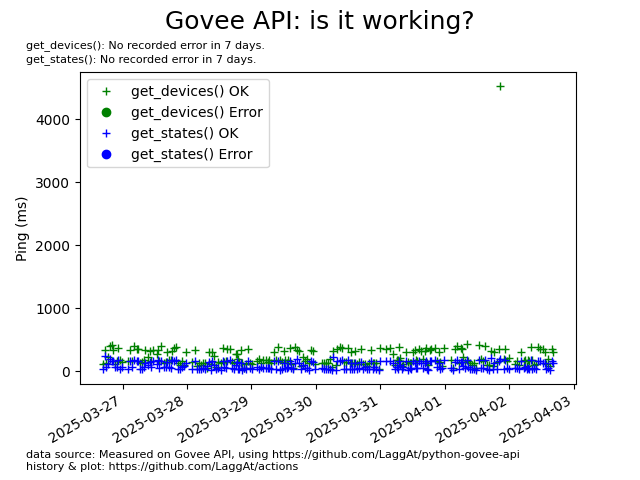 Govee API: is it working?
get_devices(): No recorded error in 7 days.
get_states(): No recorded error in 7 days.
get_devices() OK
get_devices() Error
get_states() OK
get_states() Error
Ping (ms)
4000
3000
2000
1000
0
2025-03-27
2025-03-28
2025-03-29
2025-03-30
2025-03-31
2025-04-01
2025-04-02
2025-04-03
data source: Measured on Govee API, using https://github.com/LaggAt/python-govee-api
history & plot: https://github.com/LaggAt/actions